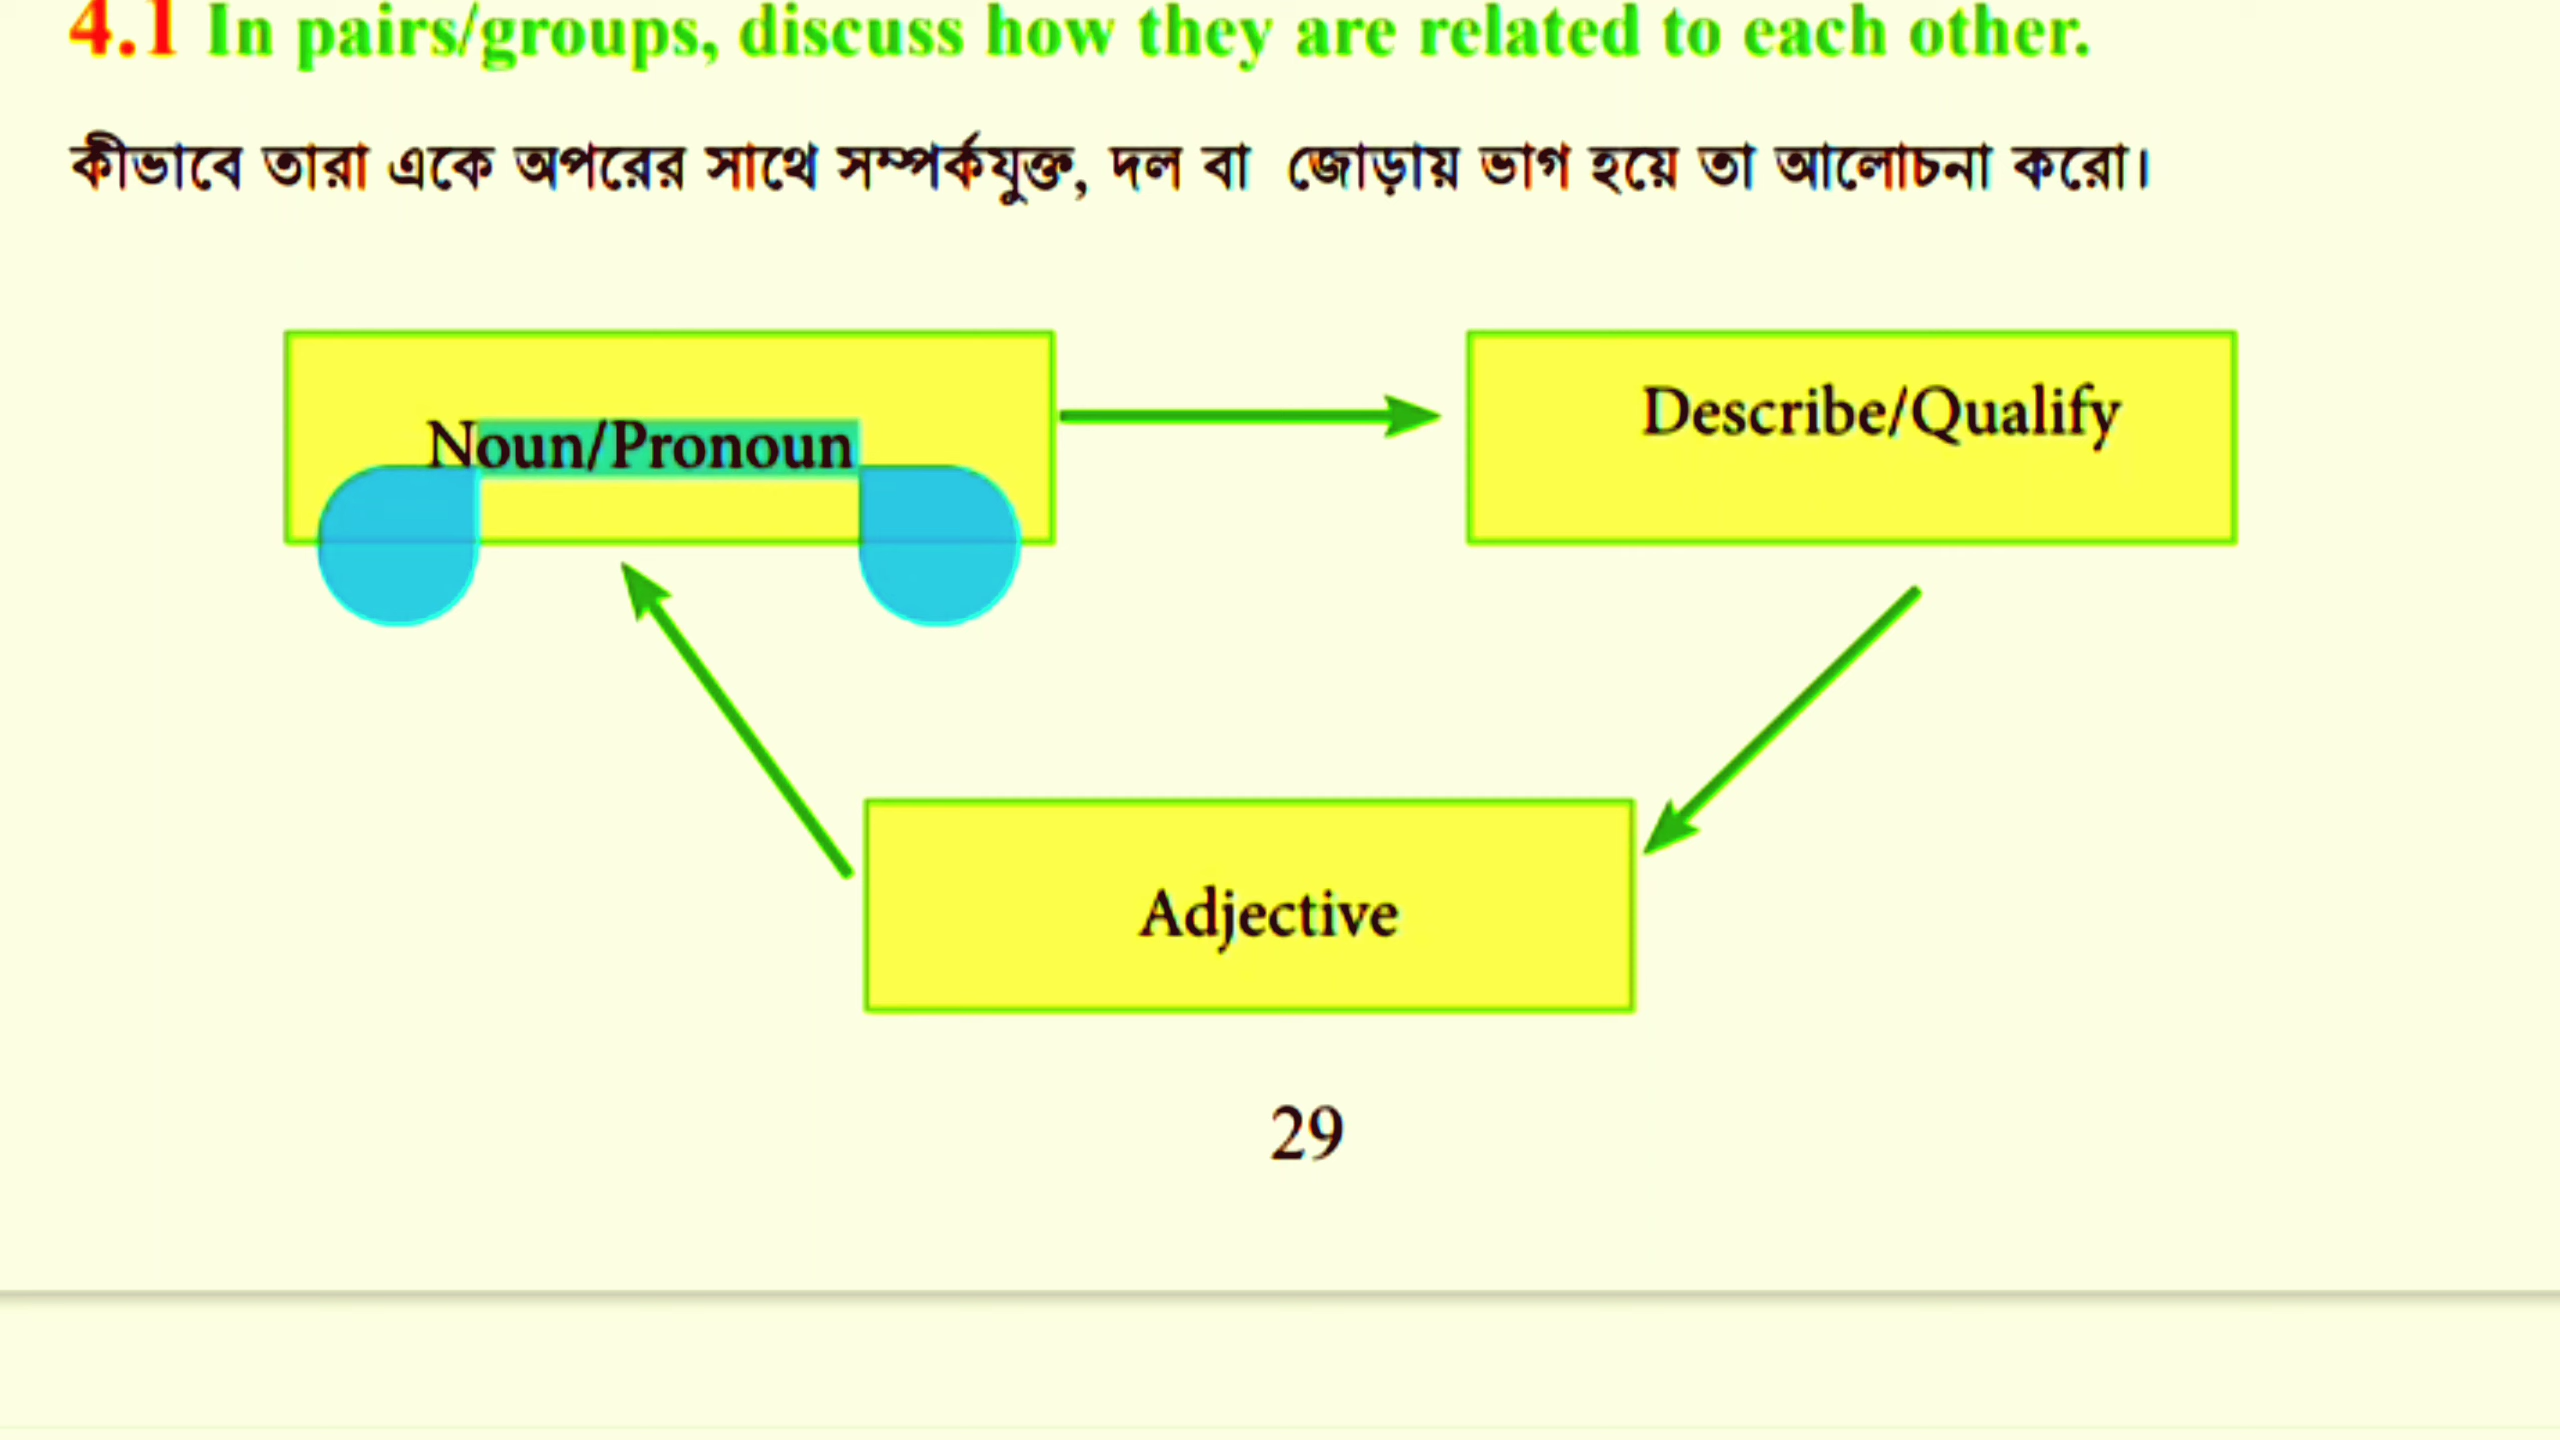 4.1 In pairs/groups, discuss how they are related to each other.
কীভাবে তারা একে অপরের সাথে সম্পর্কযুক্ত, দল বা জোড়ায় ভাগ হয়ে তা আলোচনা করো।
Noun/Pronoun
Describe/Qualify
Adjective
29